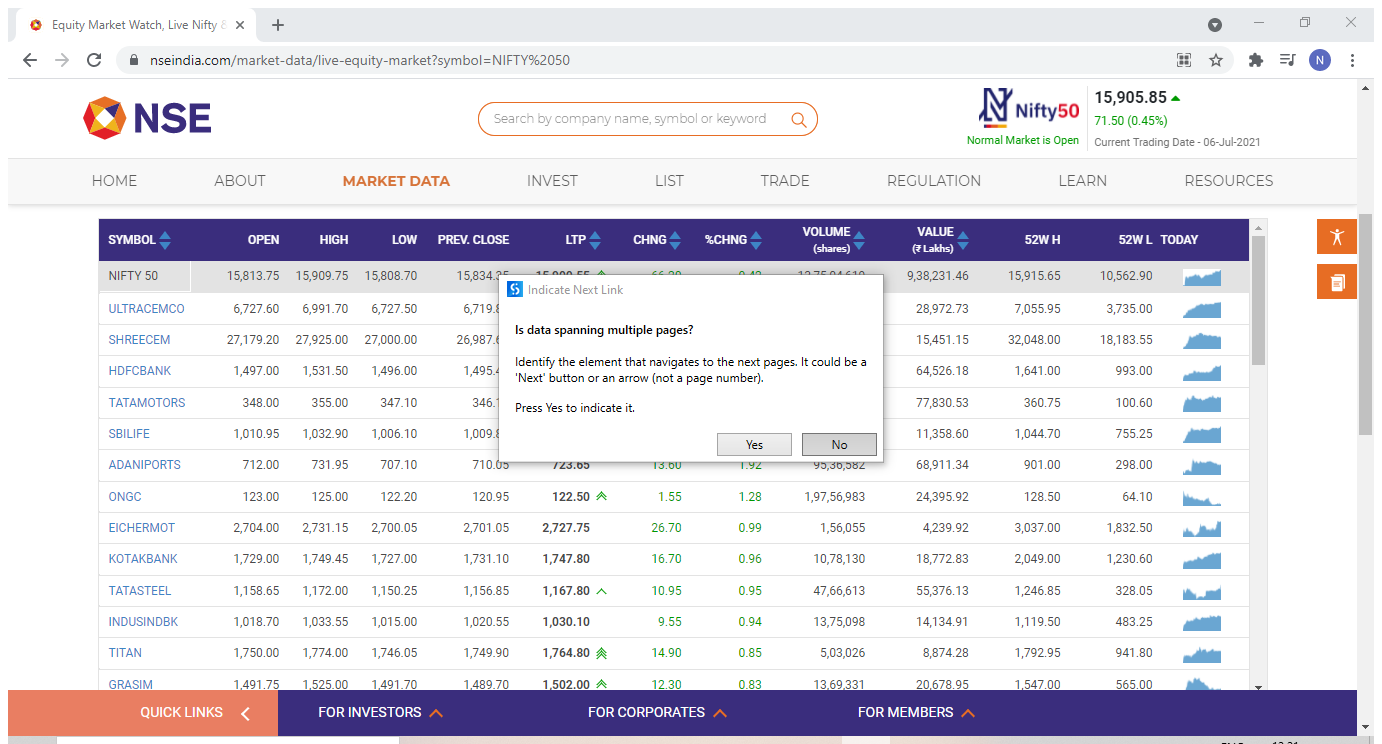 Equity Market Watch, Live Nifty
nseindia.com/market-data/live-equity-market?symbol=NIFTY%2050
N
NSE
Search by company name, symbol or keyword
Nifty50
15,905.85
71.50 (0.45%)
Normal Market is Open
Current Trading Date - 06-Jul-2021
HOME ABOUT MARKET DATA INVEST LIST TRADE REGULATION LEARN RESOURCES
SYMBOL OPEN HIGH LOW PREV. CLOSE LTP CHNG %CHNG VOLUME (shares) VALUE (₹ Lakhs) 52W H 52W L TODAY
NIFTY 50 15,813.75 15,909.75 15,808.70 15,834.35 9,38,231.46 15,915.65 10,562.90
ULTRACEMCO 6,727.60 6,991.70 6,727.50 28,972.73 7,055.95 3,735.00
SHREECEM 27,179.20 27,925.00 27,000.00 15,451.15 32,048.00 18,183.55
HDFCBANK 1,497.00 1,531.50 1,496.00 64,526.18 1,641.00 993.00
TATAMOTORS 348.00 355.00 347.10 77,830.53 360.75 100.60
SBILIFE 1,010.95 1,032.90 1,006.10 11,358.60 1,044.70 755.25
ADANIPORTS 712.00 731.95 707.10 710.05 723.65 13.60 1.92 95,36,582 68,911.34 901.00 298.00
ONGC 123.00 125.00 122.20 120.95 122.50 1.55 1.28 1,97,56,983 24,395.92 128.50 64.10
EICHERMOT 2,704.00 2,731.15 2,700.05 2,701.05 2,727.75 26.70 0.99 1,56,055 4,239.92 3,037.00 1,832.50
KOTAKBANK 1,729.00 1,749.45 1,727.00 1,731.10 1,747.80 16.70 0.96 10,78,130 18,772.83 2,049.00 1,230.60
TATASTEEL 1,158.65 1,172.00 1,150.25 1,156.85 1,167.80 10.95 0.95 47,66,613 55,376.13 1,246.85 328.05
INDUSINDBK 1,018.70 1,033.55 1,015.00 1,020.55 1,030.10 9.55 0.94 13,75,098 14,134.91 1,119.50 483.25
TITAN 1,750.00 1,774.00 1,746.05 1,749.90 1,764.80 14.90 0.85 5,03,026 8,874.28 1,792.95 941.80
GRASIM 1,491.75 1,525.00 1,491.70 1,489.70 1,502.00 12.30 0.83 13,69,331 20,678.95 1,547.00 565.00
Indicate Next Link
Is data spanning multiple pages?
Identify the element that navigates to the next pages. It could be a
'Next' button or an arrow (not a page number).
Press Yes to indicate it.
Yes No
QUICK LINKS FOR INVESTORS FOR CORPORATES FOR MEMBERS